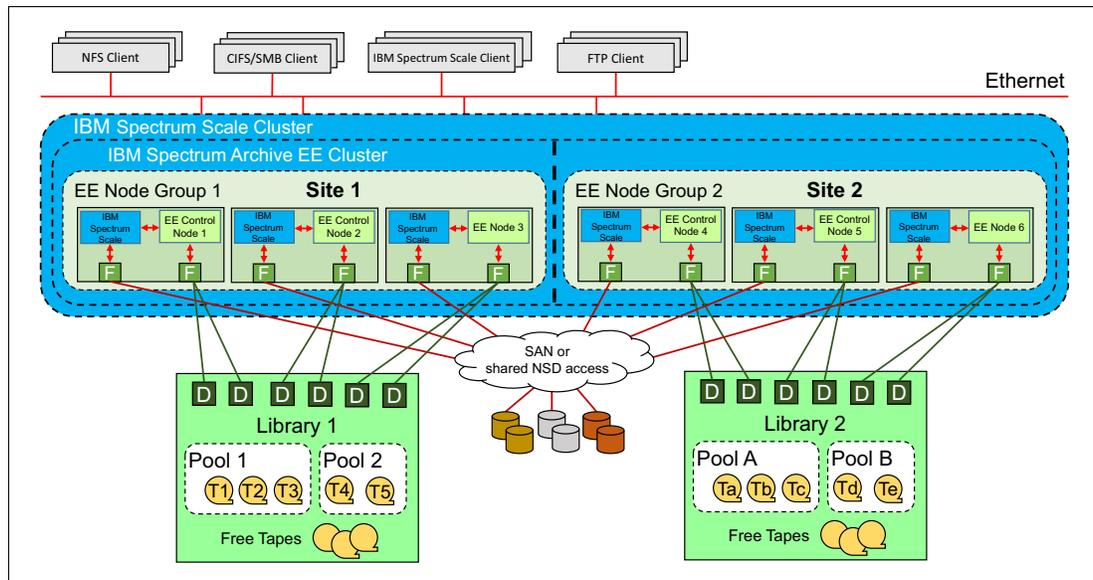 NFS Client
CIFS/SMB Client
IBM Spectrum Scale Client
FTP Client
Ethernet
IBM Spectrum Scale Cluster
IBM Spectrum Archive EE Cluster
EE Node Group 1
Site 1
EE Node Group 2
Site 2
IBM
Spectrum
Scale
EE Control
Node 1
IBM
Spectrum
Scale
EE Control
Node 2
IBM
Spectrum
Scale
EE Node 3
IBM
Spectrum
Scale
EE Control
Node 4
IBM
Spectrum
Scale
EE Control
Node 5
IBM
Spectrum
Scale
EE Node 6
F
F
F
F
F
F
F
F
F
F
F
F
SAN or
shared NSD access
D
D
D
D
D
D
Library 1
Pool 1
T1
T2
T3
Pool 2
T4
T5
Free Tapes
D
D
D
D
D
D
Library 2
Pool A
Ta
Tb
Tc
Pool B
Td
Te
Free Tapes